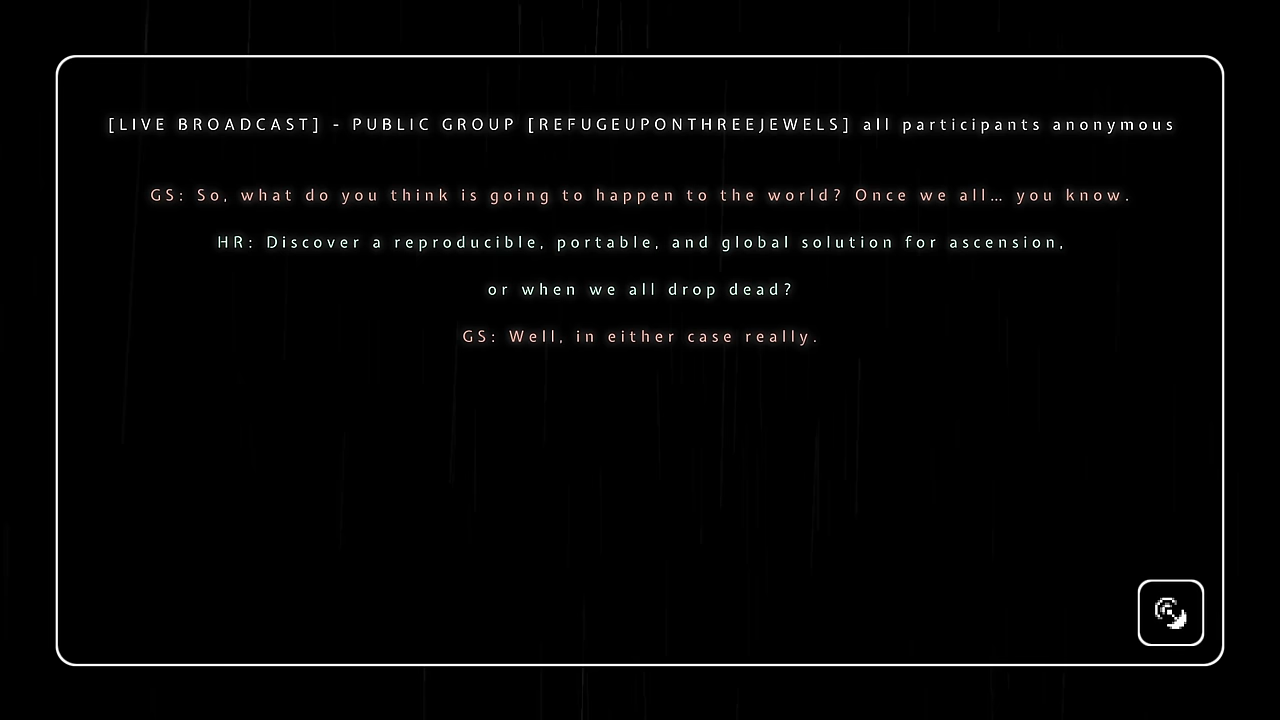 [LIVE BROADCAST] - PUBLIC GROUP [REFUGEUPONTHREEJEWELS] all participants anonymous
GS: So, what do you think is going to happen to the world? Once we all… you know.
HR: Discover a reproducible, portable, and global solution for ascension,
or when we all drop dead?
GS: Well, in either case really.